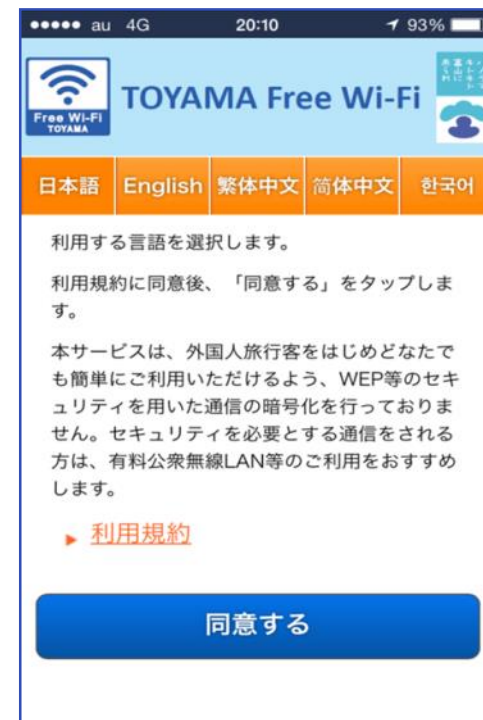 au 4G 20:10 93%
Free Wi-Fi
TOYAMA
TOYAMA Free Wi-Fi
日本語 English 繁体中文 简体中文 한국어
利用する言語を選択します。
利用規約に同意後、「同意する」をタップしま
す。
本サービスは、外国人旅行客をはじめどなたで
も簡単にご利用いただけるよう、WEP等のセキ
ュリティを用いた通信の暗号化を行っておりま
せん。セキュリティを必要とする通信をされる
方は、有料公衆無線LAN等のご利用をおすすめ
します。
利用規約
同意する